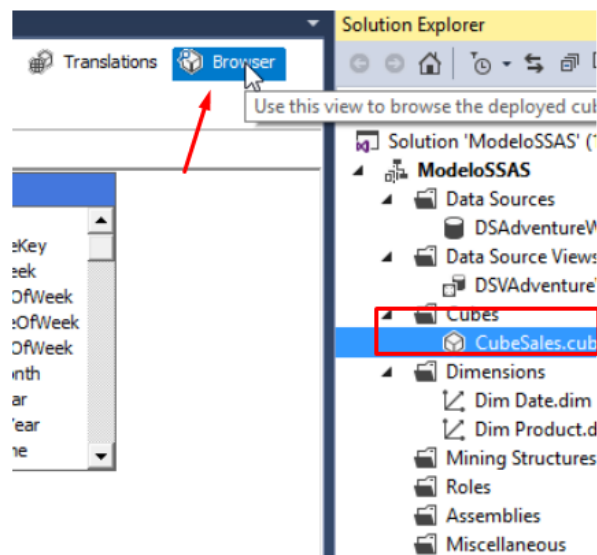 Translations
Browser
Use this view to browse the deployed cub
eKey
eek
OfWeek
eOfWeek
OfWeek
onth
ar
Year
ne
Solution Explorer
Solution 'ModeloSSAS' (
ModeloSSAS
Data Sources
DSAdventureW
Data Source Views
DSVAdventure
Cubes
CubeSales.cub
Dimensions
Dim Date.dim
Dim Product.d
Mining Structures
Roles
Assemblies
Miscellaneous